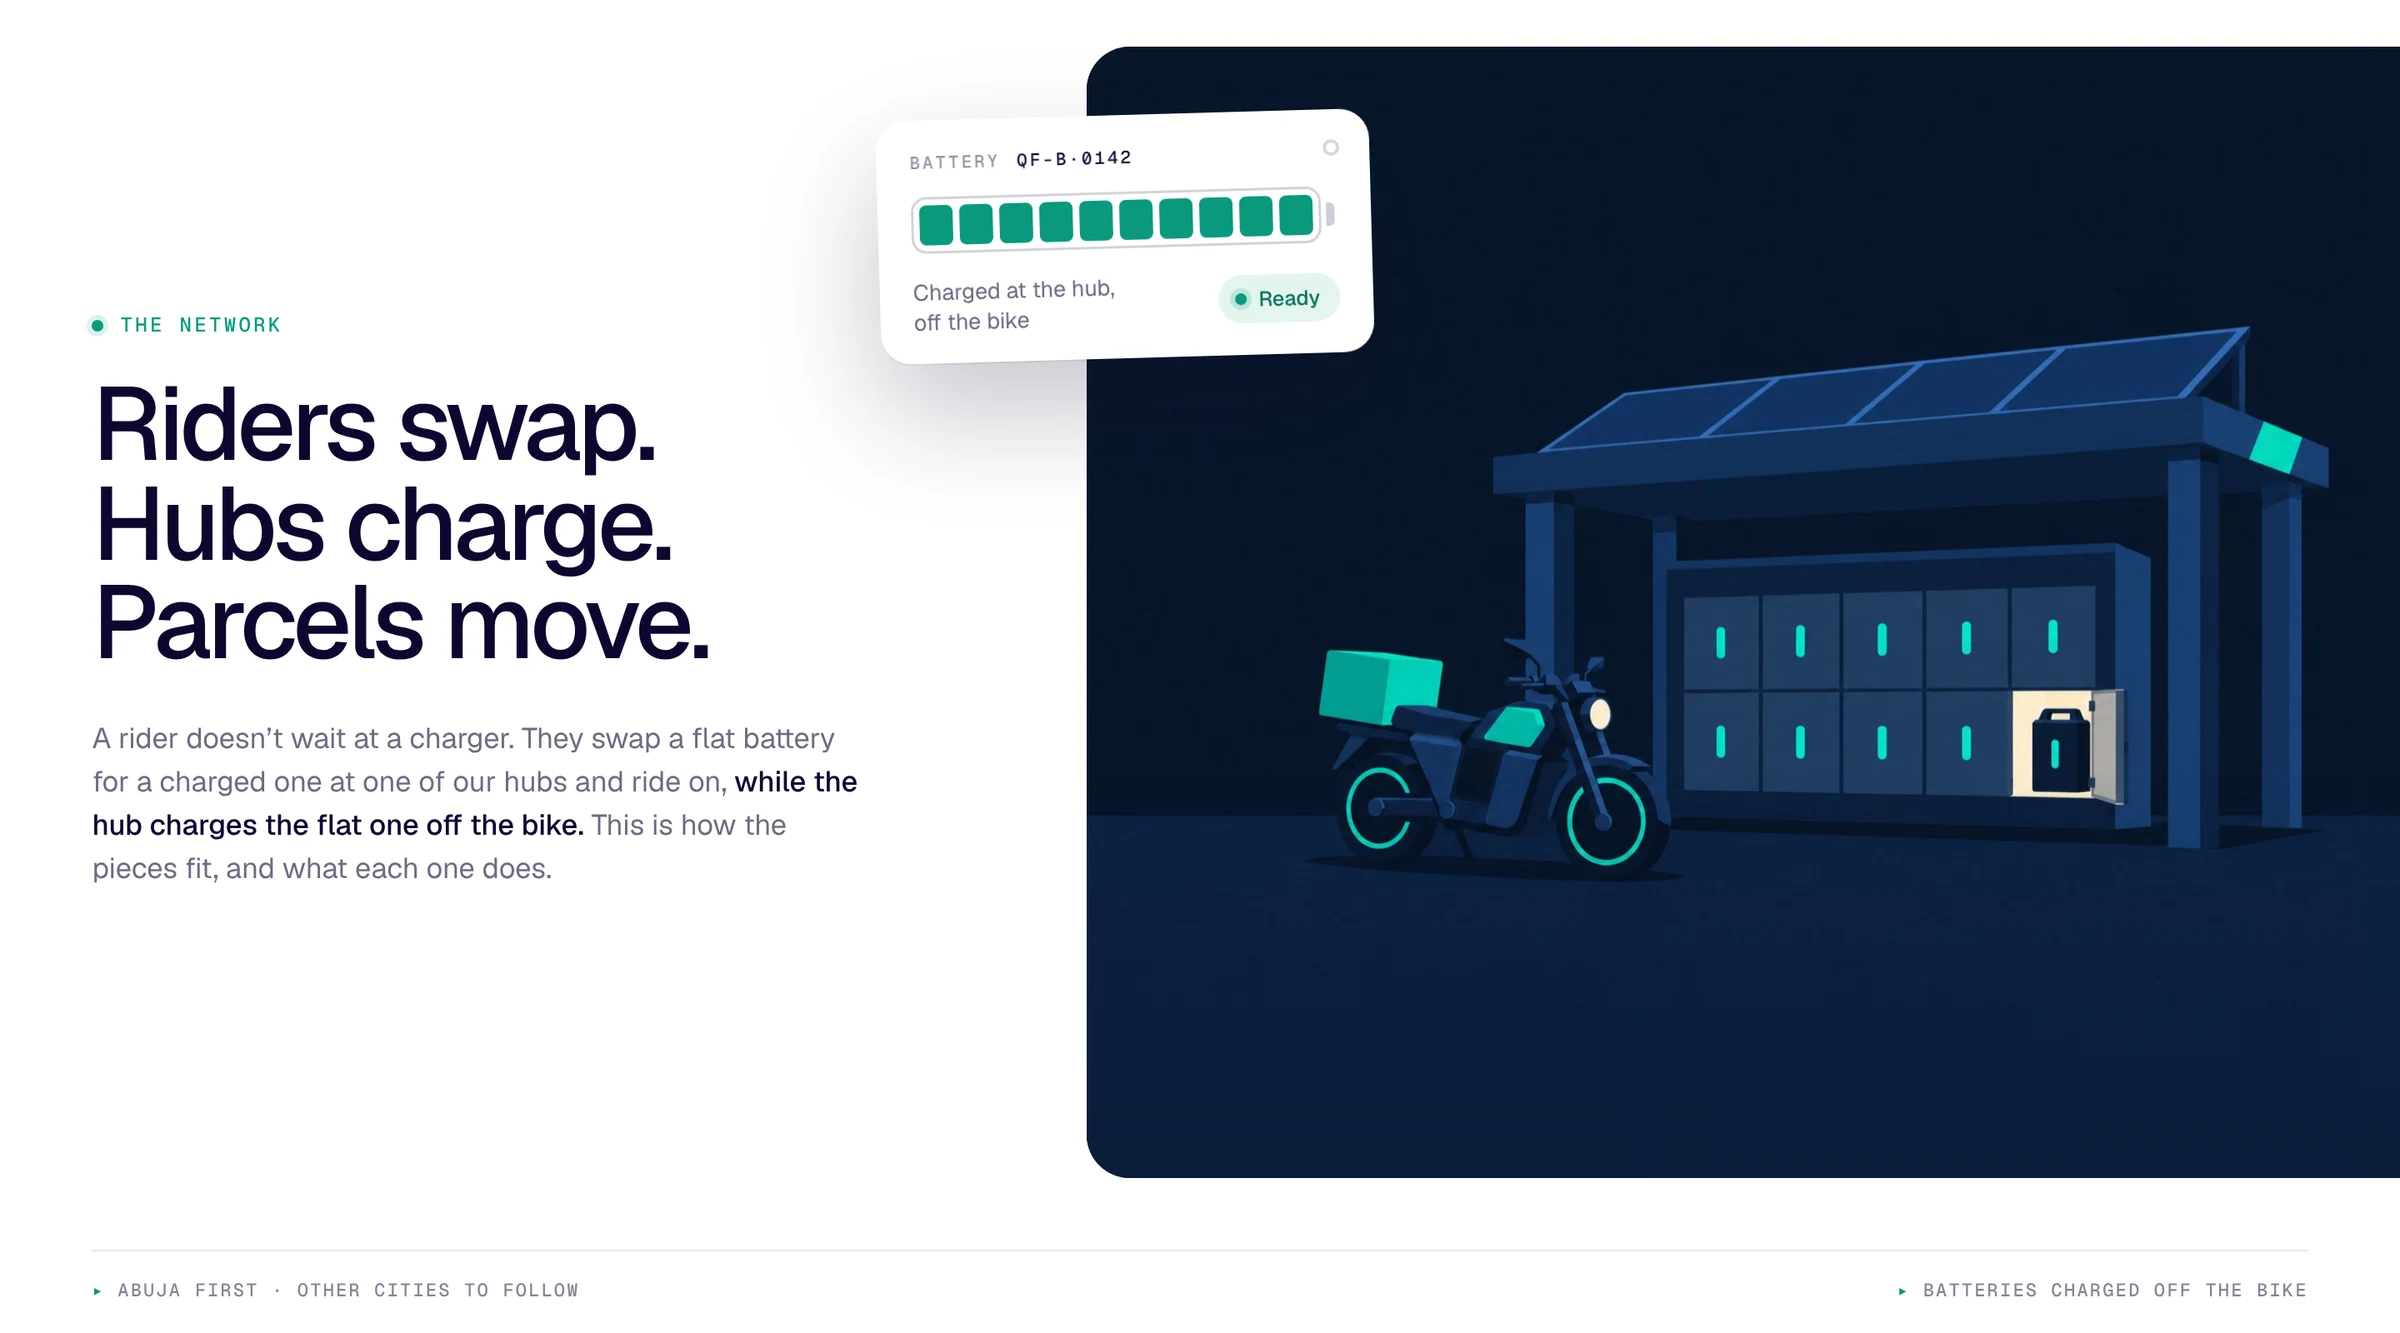 BATTERY QF-B·0142
Charged at the hub,
off the bike
Ready
THE NETWORK
Riders swap.
Hubs charge.
Parcels move.
A rider doesn’t wait at a charger. They swap a flat battery
for a charged one at one of our hubs and ride on, while the
hub charges the flat one off the bike. This is how the
pieces fit, and what each one does.
ABUJA FIRST · OTHER CITIES TO FOLLOW
BATTERIES CHARGED OFF THE BIKE